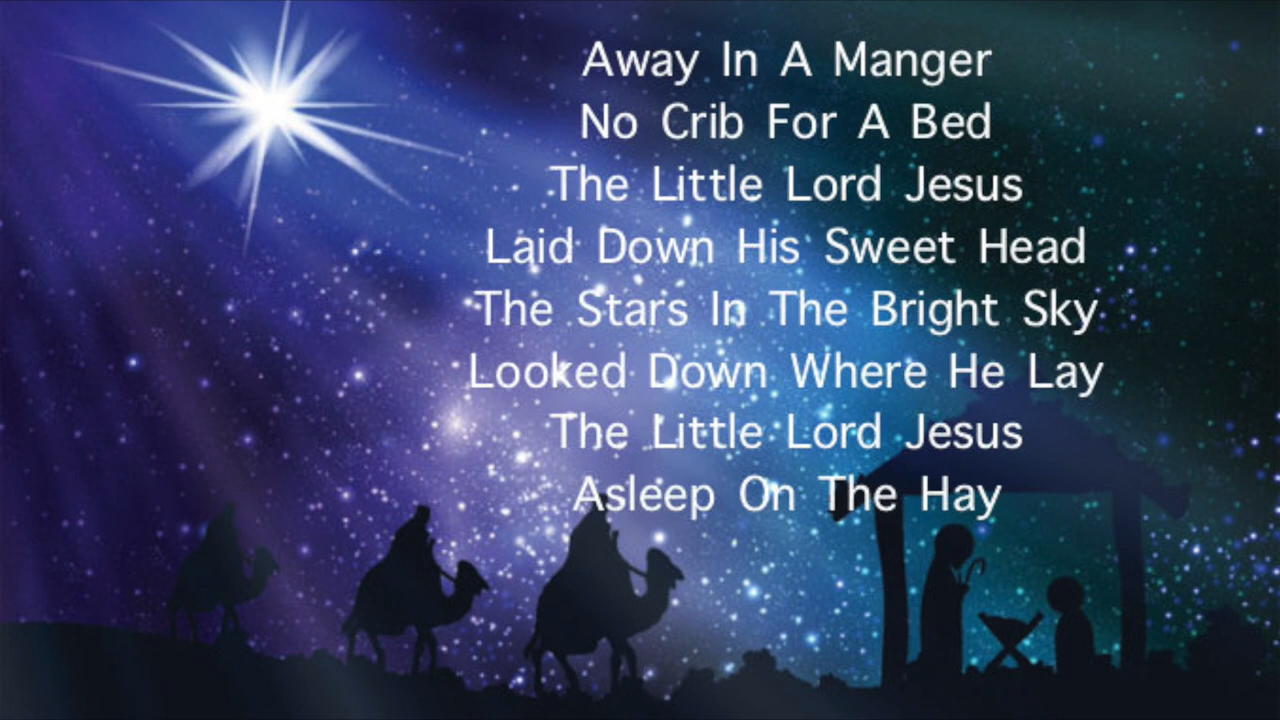 Away In A Manger
No Crib For A Bed
The Little Lord Jesus
Laid Down His Sweet Head
The Stars In The Bright Sky
Looked Down Where He Lay
The Little Lord Jesus
Asleep On The Hay